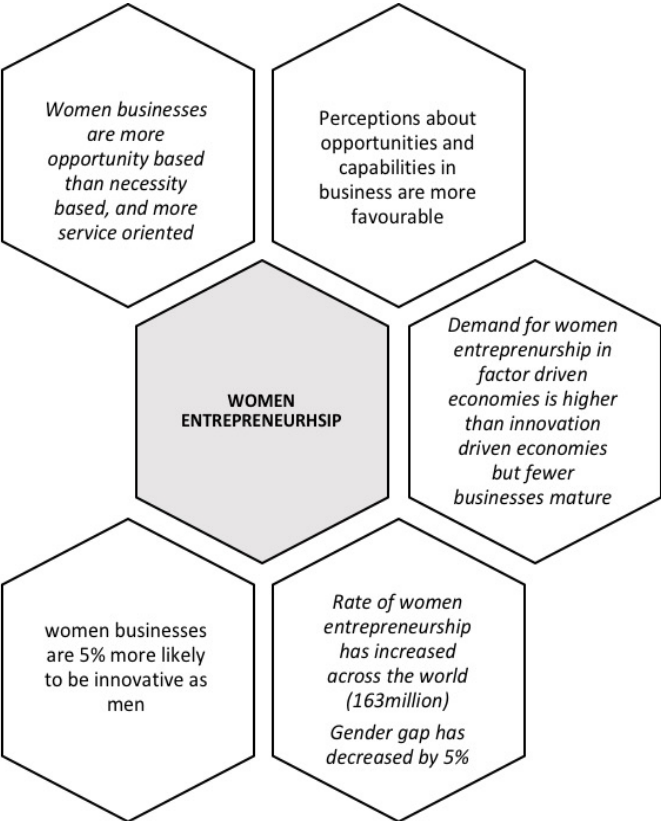 Women businesses
are more
opportunity based
than necessity
based, and more
service oriented
Perceptions about
opportunities and
capabilities in
business are more
favourable
WOMEN
ENTREPRENEURHSIP
Demand for women
entreprenurship in
factor driven
economies is higher
than innovation
driven economies
but fewer
businesses mature
women businesses
are 5% more likely
to be innovative as
men
Rate of women
entrepreneurship
has increased
across the world
(163million)
Gender gap has
decreased by 5%